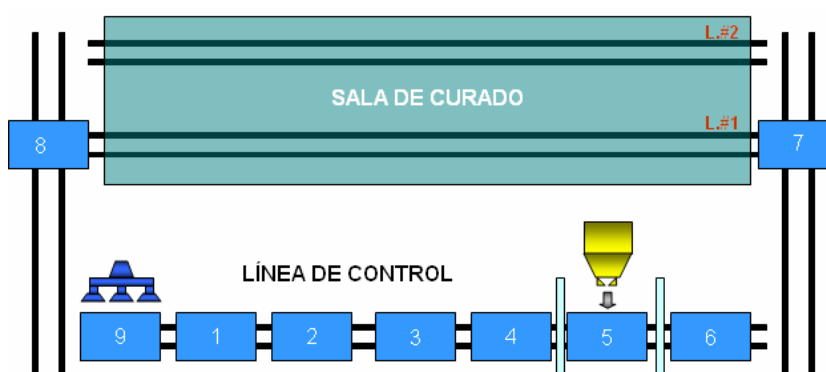 L.#2
SALA DE CURADO
L.#1
8
7
LÍNEA DE CONTROL
9 1 2 3 4 5 6